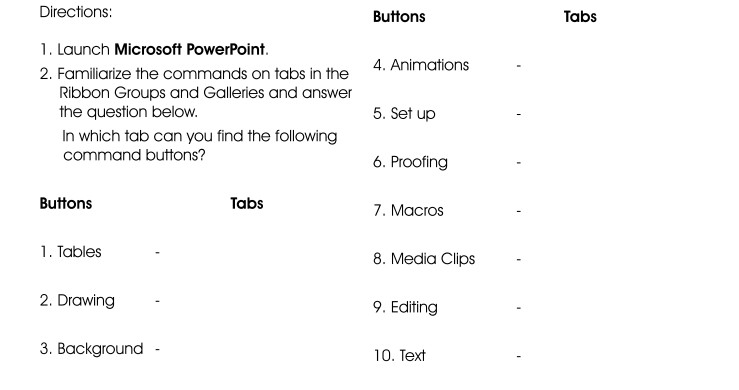 Directions:
1. Launch Microsoft PowerPoint.
2. Familiarize the commands on tabs in the
Ribbon Groups and Galleries and answer
the question below.
In which tab can you find the following
command buttons?
Buttons Tabs
1. Tables -
2. Drawing -
3. Background -
Buttons Tabs
4. Animations -
5. Set up -
6. Proofing -
7. Macros -
8. Media Clips -
9. Editing -
10. Text -